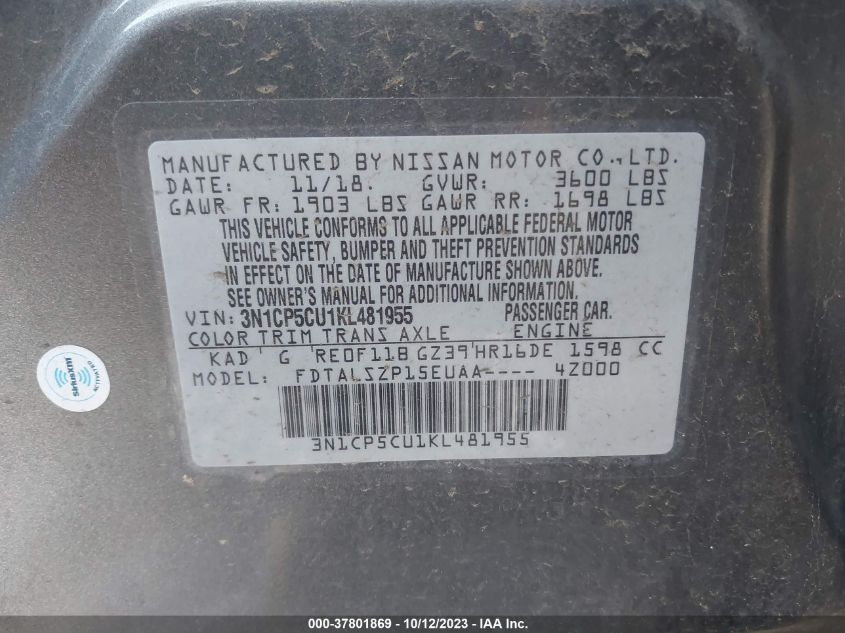 MANUFACTURED BY NISSAN MOTOR CO.,LTD.
DATE: 11/18. GVWR: 3600 LBS
GAWR FR: 1903 LBS GAWR RR: 1698 LBS
THIS VEHICLE CONFORMS TO ALL APPLICABLE FEDERAL MOTOR
VEHICLE SAFETY, BUMPER AND THEFT PREVENTION STANDARDS
IN EFFECT ON THE DATE OF MANUFACTURE SHOWN ABOVE.
SEE OWNER'S MANUAL FOR ADDITIONAL INFORMATION.
VIN: 3N1CP5CU1KL481955 PASSENGER CAR.
COLOR TRIM TRANS AXLE ENGINE
KAD G RE0F11B GZ39 HR16DE 1598 CC
MODEL: FDTALSZP15EUAA---- 4Z000
3N1CP5CU1KL481955
siriusxm
ACTIVATED
000-37801869 - 10/12/2023 - IAA Inc.